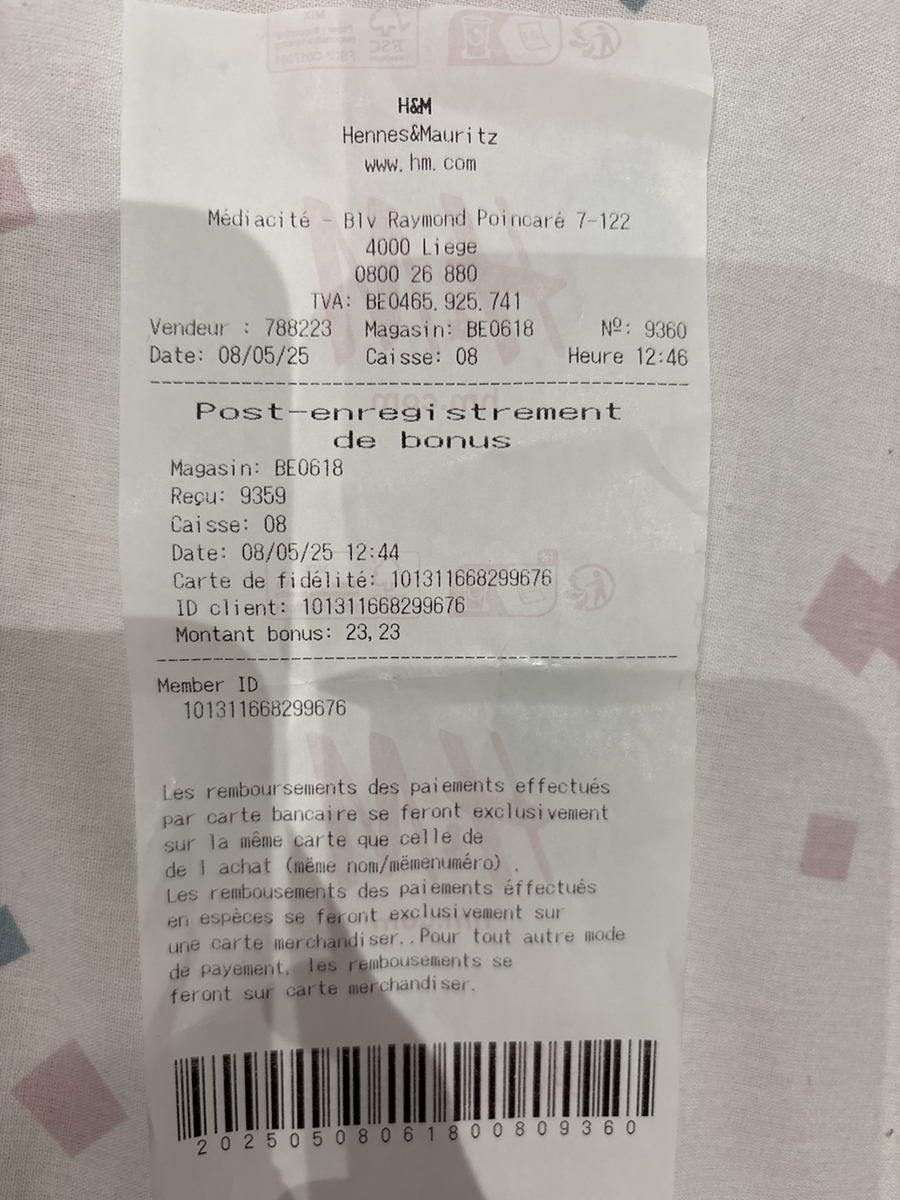 H&M
Hennes&Mauritz
www.hm.com
Médiacité - Blv Raymond Poincaré 7-122
4000 Liege
0800 26 880
TVA: BE0465.925.741
Vendeur : 788223 Magasin: BE0618 Nº: 9360
Date: 08/05/25 Caisse: 08 Heure 12:46
Post-enregistrement
de bonus
Magasin: BE0618
Reçu: 9359
Caisse: 08
Date: 08/05/25 12:44
Carte de fidélité: 101311668299676
ID client: 101311668299676
Montant bonus: 23,23
Member ID
101311668299676
Les remboursements des paiements effectués
par carte bancaire se feront exclusivement
sur la même carte que celle de
de l achat (mëme nom/mëmenuméro) .
Les rembousements des paiements éffectués
en espèces se feront exclusivement sur
une carte merchandiser..Pour tout autre mode
de payement, les rembousements se
feront sur carte merchandiser.
20250508061800809360